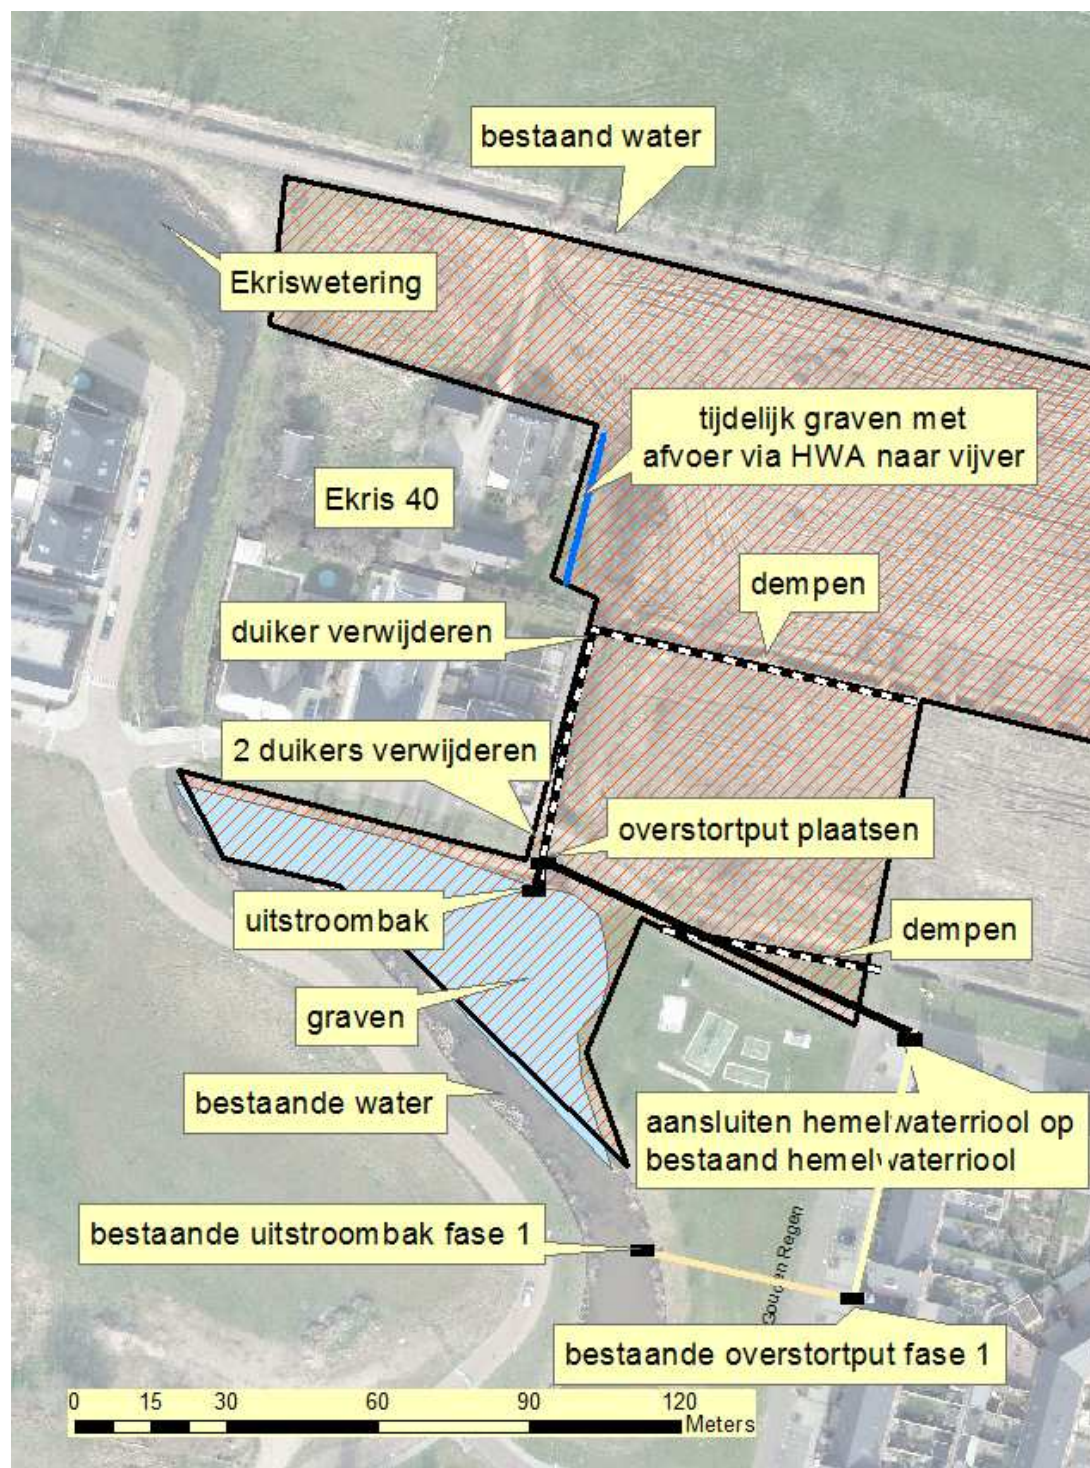 bestaand water
Ekriswetering
tijdelijk graven met
afvoer via HWA naar vijver
Ekris 40
dempen
duiker verwijderen
2 duikers verwijderen
overstortput plaatsen
uitstroombak
dempen
graven
bestaande water
aansluiten hemelwaterriool op
bestaand hemelwaterriool
Gouden Regen
bestaande uitstroombak fase 1
bestaande overstortput fase 1
0 15 30 60 90 120
Meters